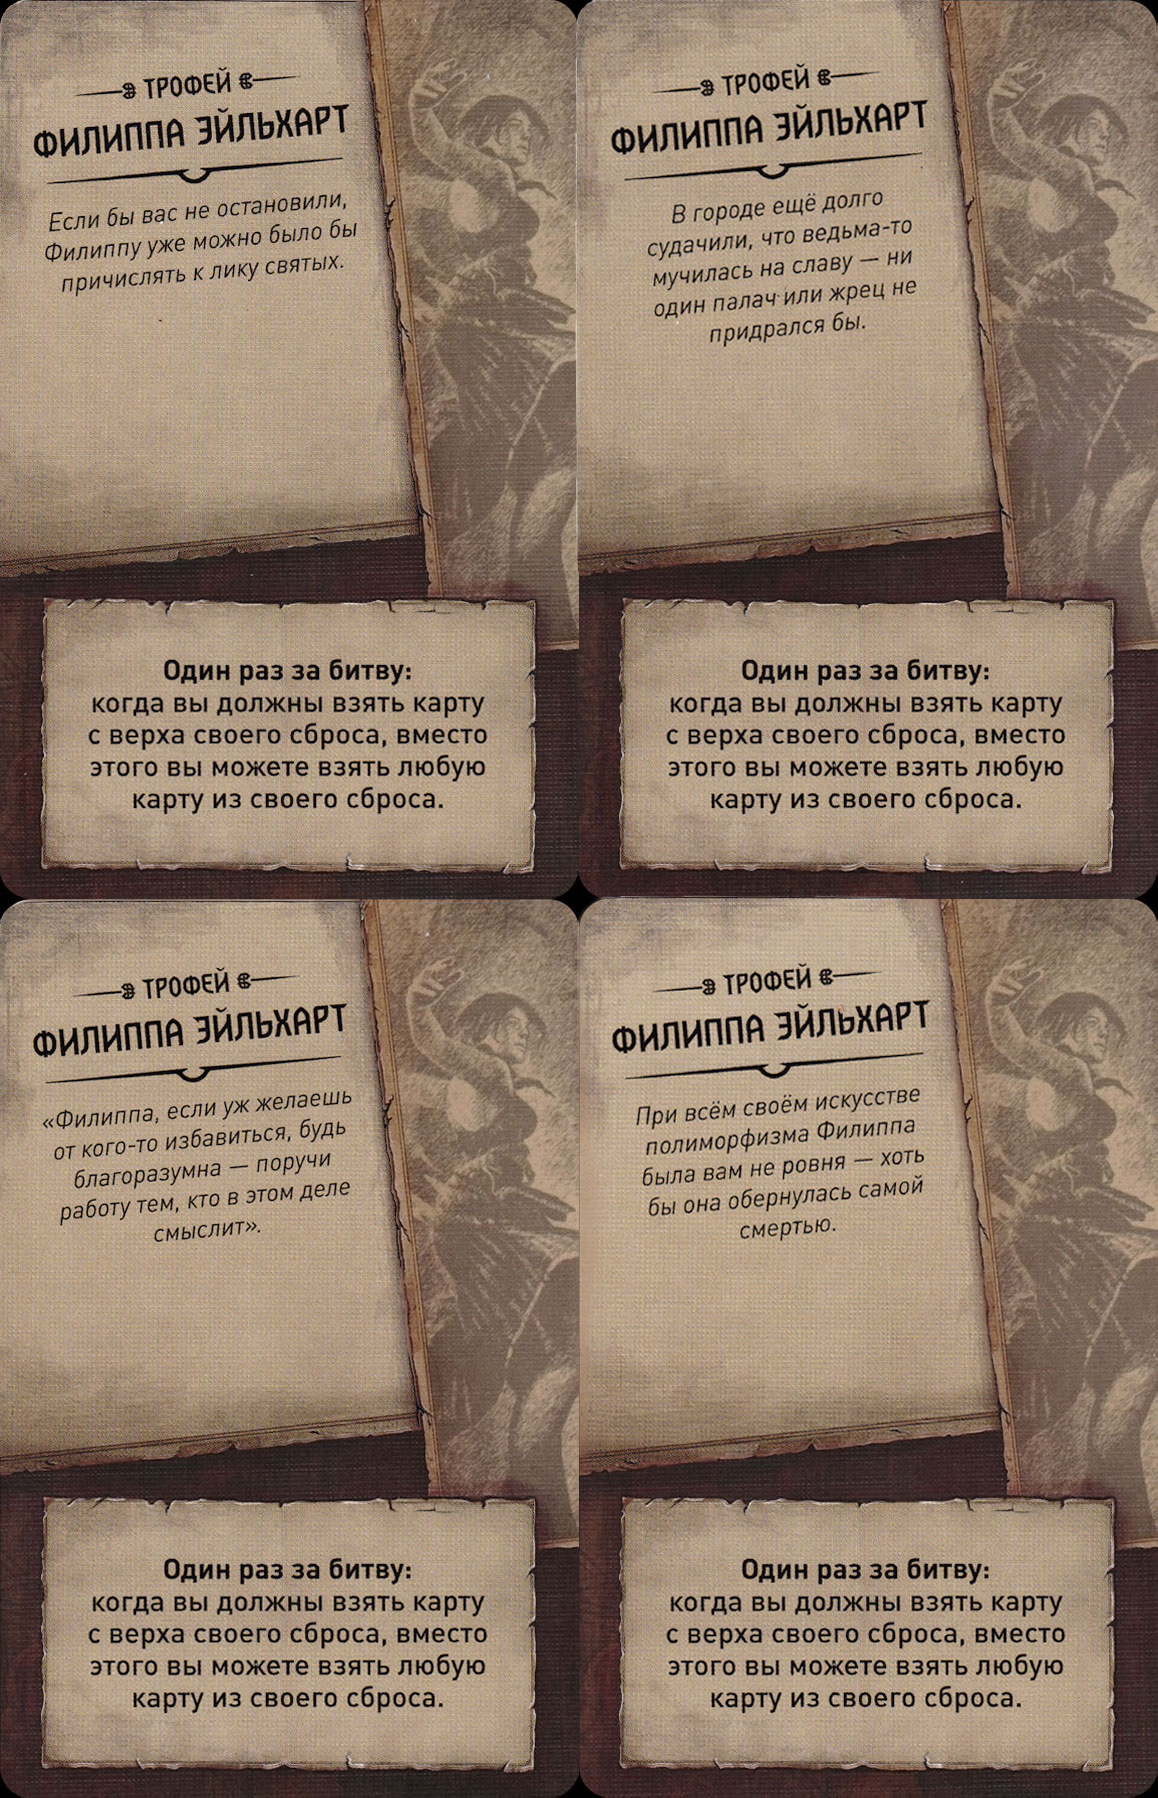 ТРОФЕЙ
ФИЛИППА ЭЙЛЬХАРТ
Если бы вас не остановили,
Филиппу уже можно было бы
причислять к лику святых.
Один раз за битву:
когда вы должны взять карту
с верха своего сброса, вместо
этого вы можете взять любую
карту из своего сброса.
ТРОФЕЙ
ФИЛИППА ЭЙЛЬХАРТ
В городе ещё долго
судачили, что ведьма-то
мучилась на славу — ни
один палач или жрец не
придрался бы.
Один раз за битву:
когда вы должны взять карту
с верха своего сброса, вместо
этого вы можете взять любую
карту из своего сброса.
ТРОФЕЙ
ФИЛИППА ЭЙЛЬХАРТ
«Филиппа, если уж желаешь
от кого-то избавиться, будь
благоразумна — поручи
работу тем, кто в этом деле
смыслит».
Один раз за битву:
когда вы должны взять карту
с верха своего сброса, вместо
этого вы можете взять любую
карту из своего сброса.
ТРОФЕЙ
ФИЛИППА ЭЙЛЬХАРТ
При всём своём искусстве
полиморфизма Филиппа
была вам не ровня — хоть
бы она обернулась самой
смертью.
Один раз за битву:
когда вы должны взять карту
с верха своего сброса, вместо
этого вы можете взять любую
карту из своего сброса.